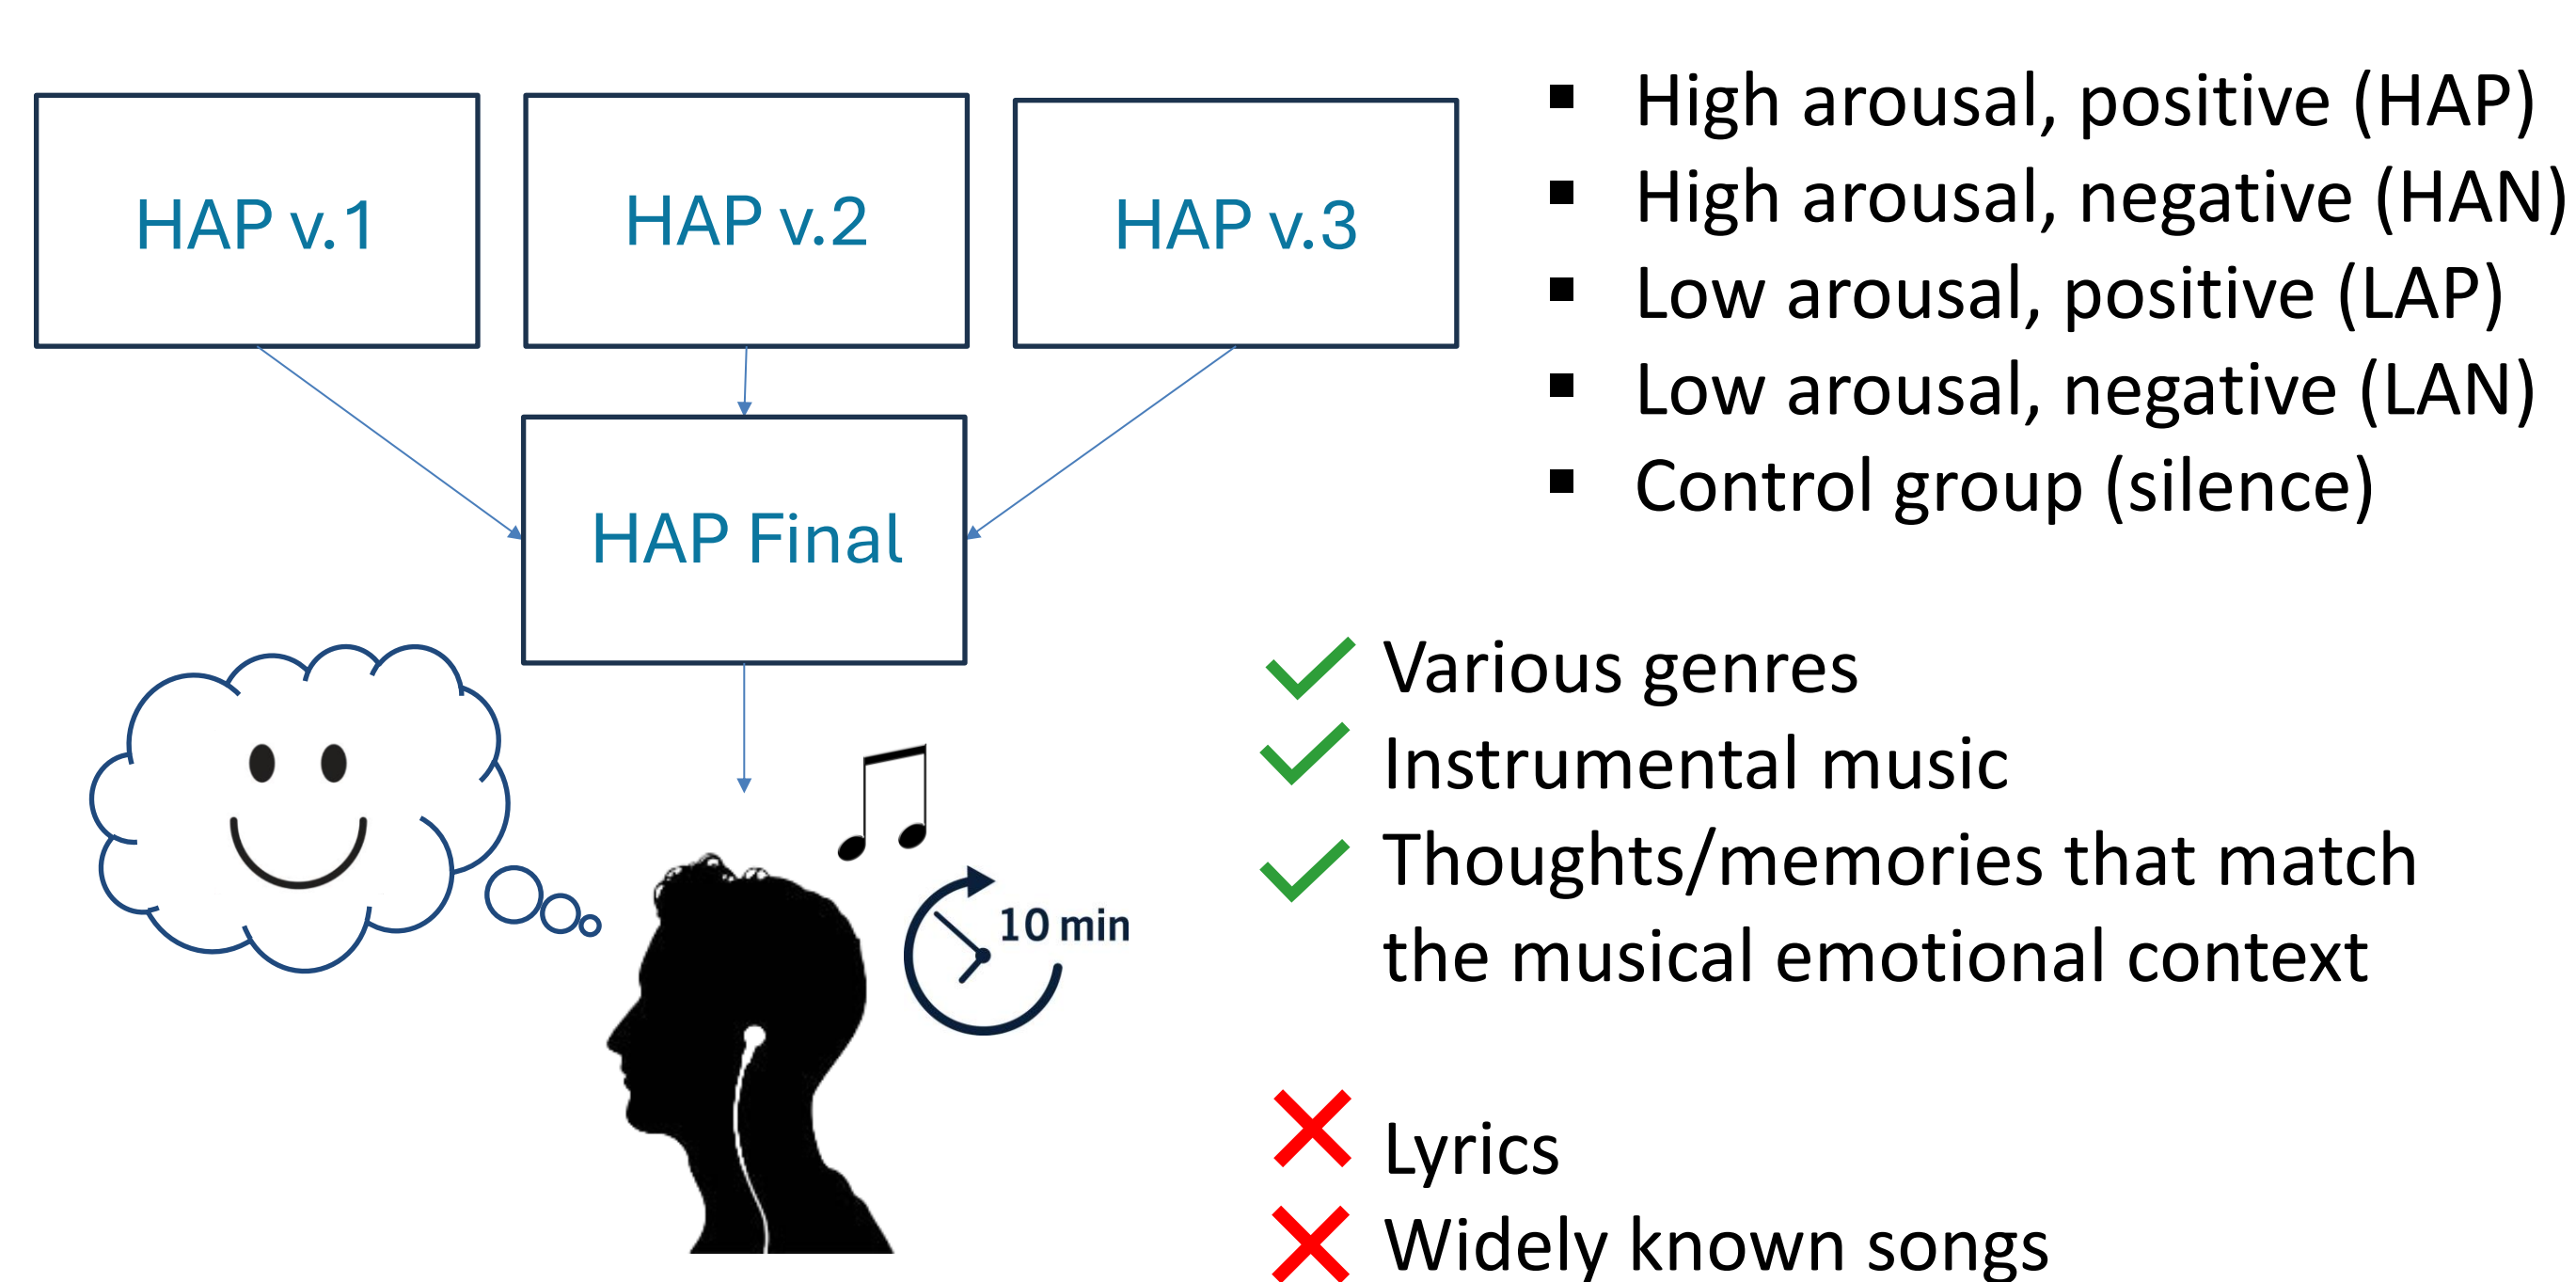 HAP v.1
HAP v.2
HAP v.3
HAP Final
10 min
High arousal, positive (HAP)
High arousal, negative (HAN)
Low arousal, positive (LAP)
Low arousal, negative (LAN)
Control group (silence)
Various genres
Instrumental music
Thoughts/memories that match
the musical emotional context
Lyrics
Widely known songs